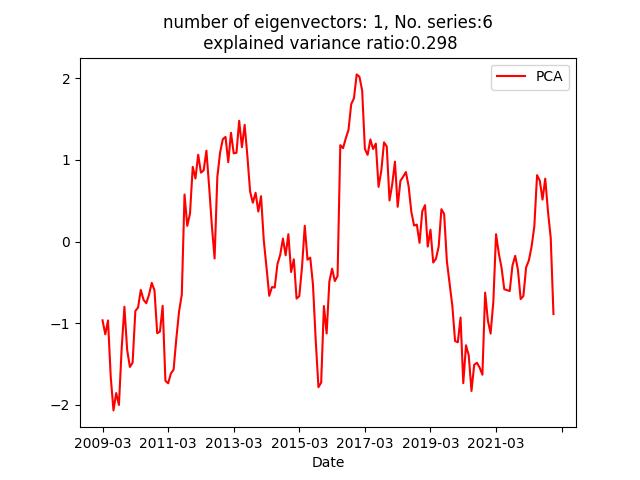 number of eigenvectors: 1, No. series:6
explained variance ratio:0.298
PCA
2
1
0
−1
−2
2009-03 2011-03 2013-03 2015-03 2017-03 2019-03 2021-03
Date